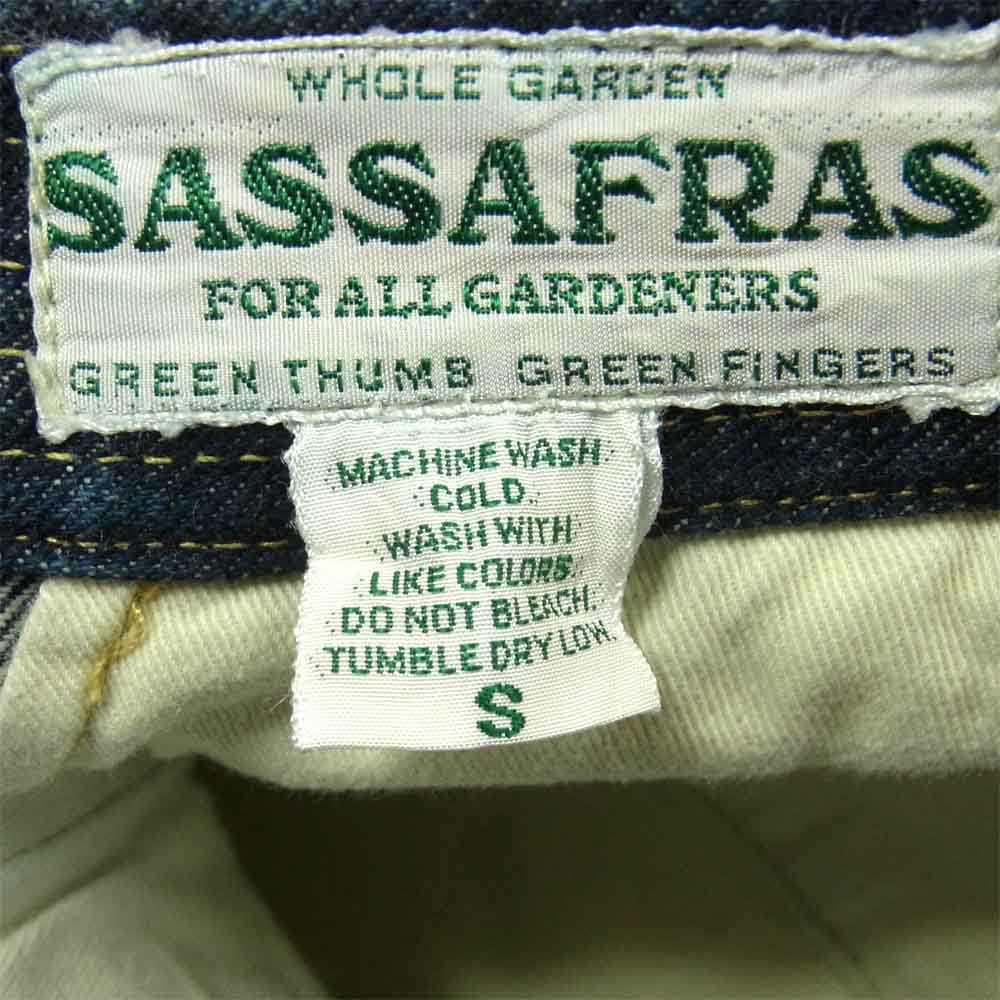 WHOLE GARDEN
SASSAFRAS
FOR ALL GARDENERS
GREEN THUMB GREEN FINGERS
MACHINE WASH
COLD.
WASH WITH
LIKE COLORS.
DO NOT BLEACH.
TUMBLE DRY LOW.
S